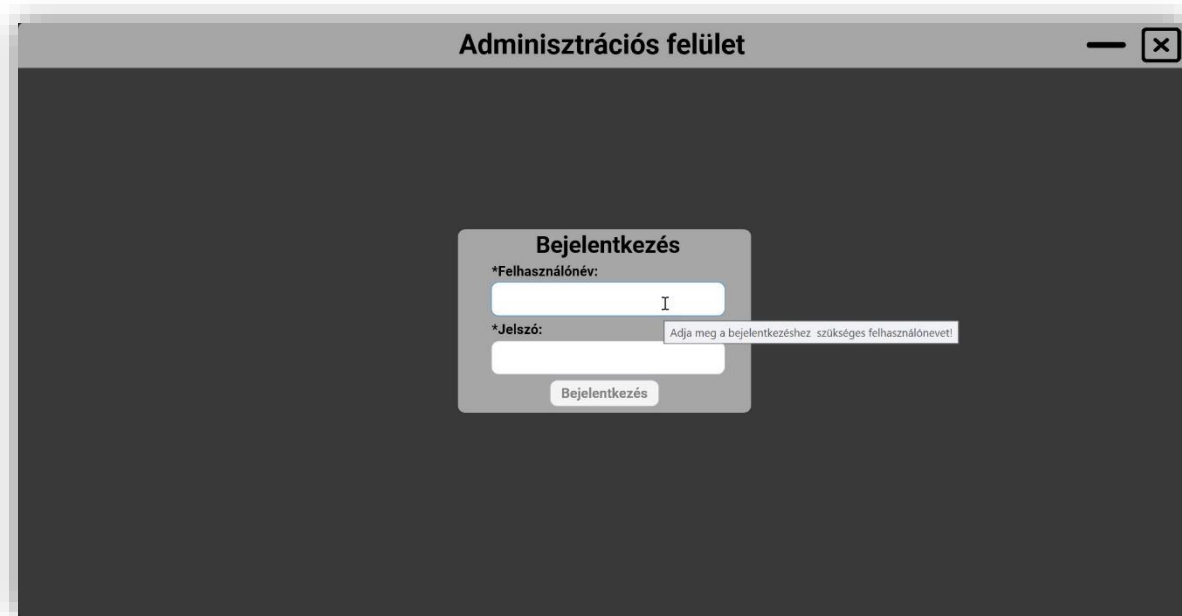 Adminisztrációs felület
Bejelentkezés
*Felhasználónév:
*Jelszó:
Adja meg a bejelentkezéshez  szükséges felhasználónevet!
Bejelentkezés